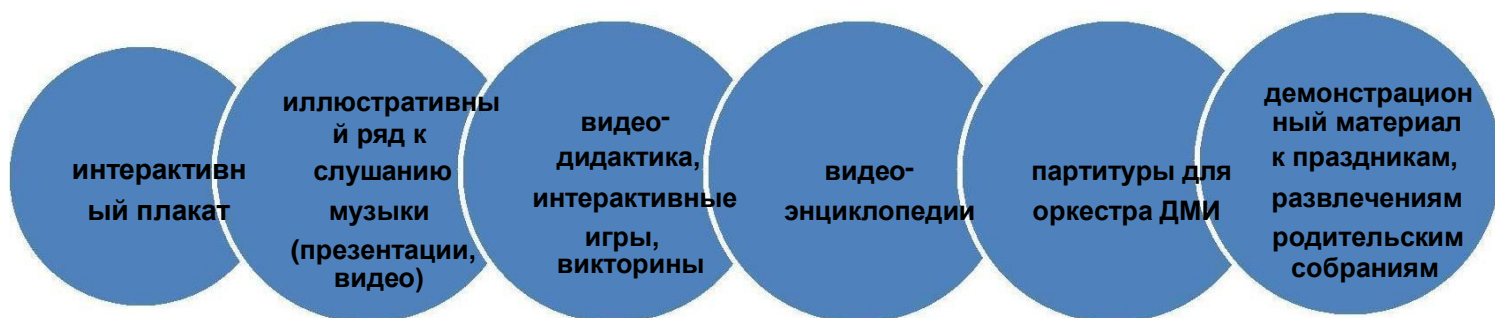 интерактивн
ый плакат
иллюстративны
й ряд к
слушанию
музыки
(презентации,
видео)
видео-
дидактика,
интерактивные
игры,
викторины
видео-
энциклопедии
партитуры для
оркестра ДМИ
демонстрацион
ный материал
к праздникам,
развлечениям
родительским
собраниям